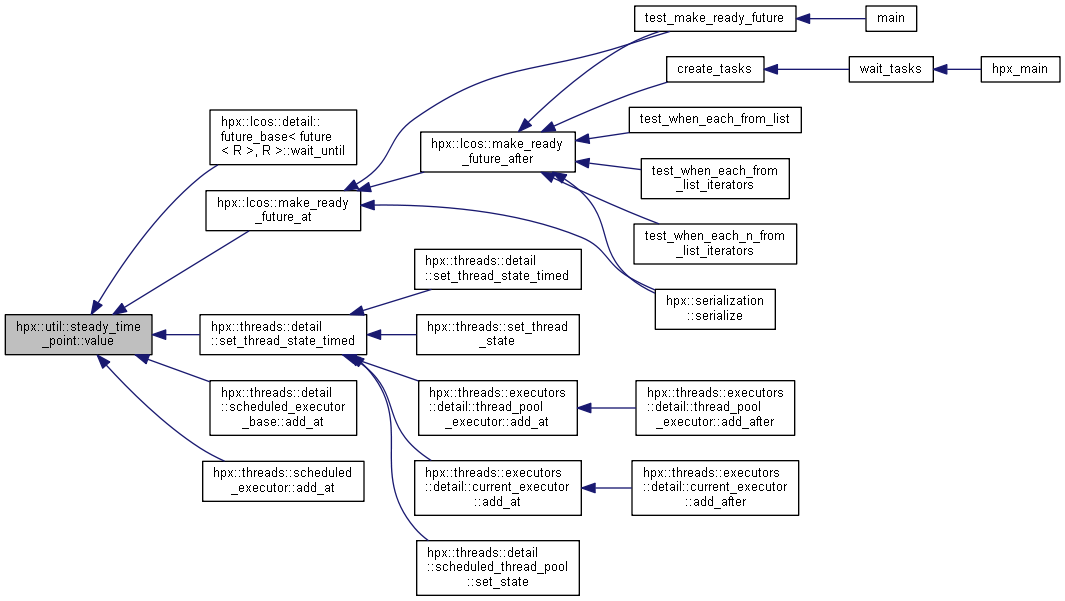 test_make_ready_future
main
create_tasks
wait_tasks
hpx_main
hpx::lcos::detail::
future_base< future
< R >, R >::wait_until
test_when_each_from_list
hpx::lcos::make_ready
_future_after
test_when_each_from
_list_iterators
hpx::lcos::make_ready
_future_at
test_when_each_n_from
_list_iterators
hpx::threads::detail
::set_thread_state_timed
hpx::serialization
::serialize
hpx::util::steady_time
_point::value
hpx::threads::detail
::set_thread_state_timed
hpx::threads::set_thread
_state
hpx::threads::detail
::scheduled_executor
_base::add_at
hpx::threads::executors
::detail::thread_pool
_executor::add_at
hpx::threads::executors
::detail::thread_pool
_executor::add_after
hpx::threads::scheduled
_executor::add_at
hpx::threads::executors
::detail::current_executor
::add_at
hpx::threads::executors
::detail::current_executor
::add_after
hpx::threads::detail
::scheduled_thread_pool
::set_state